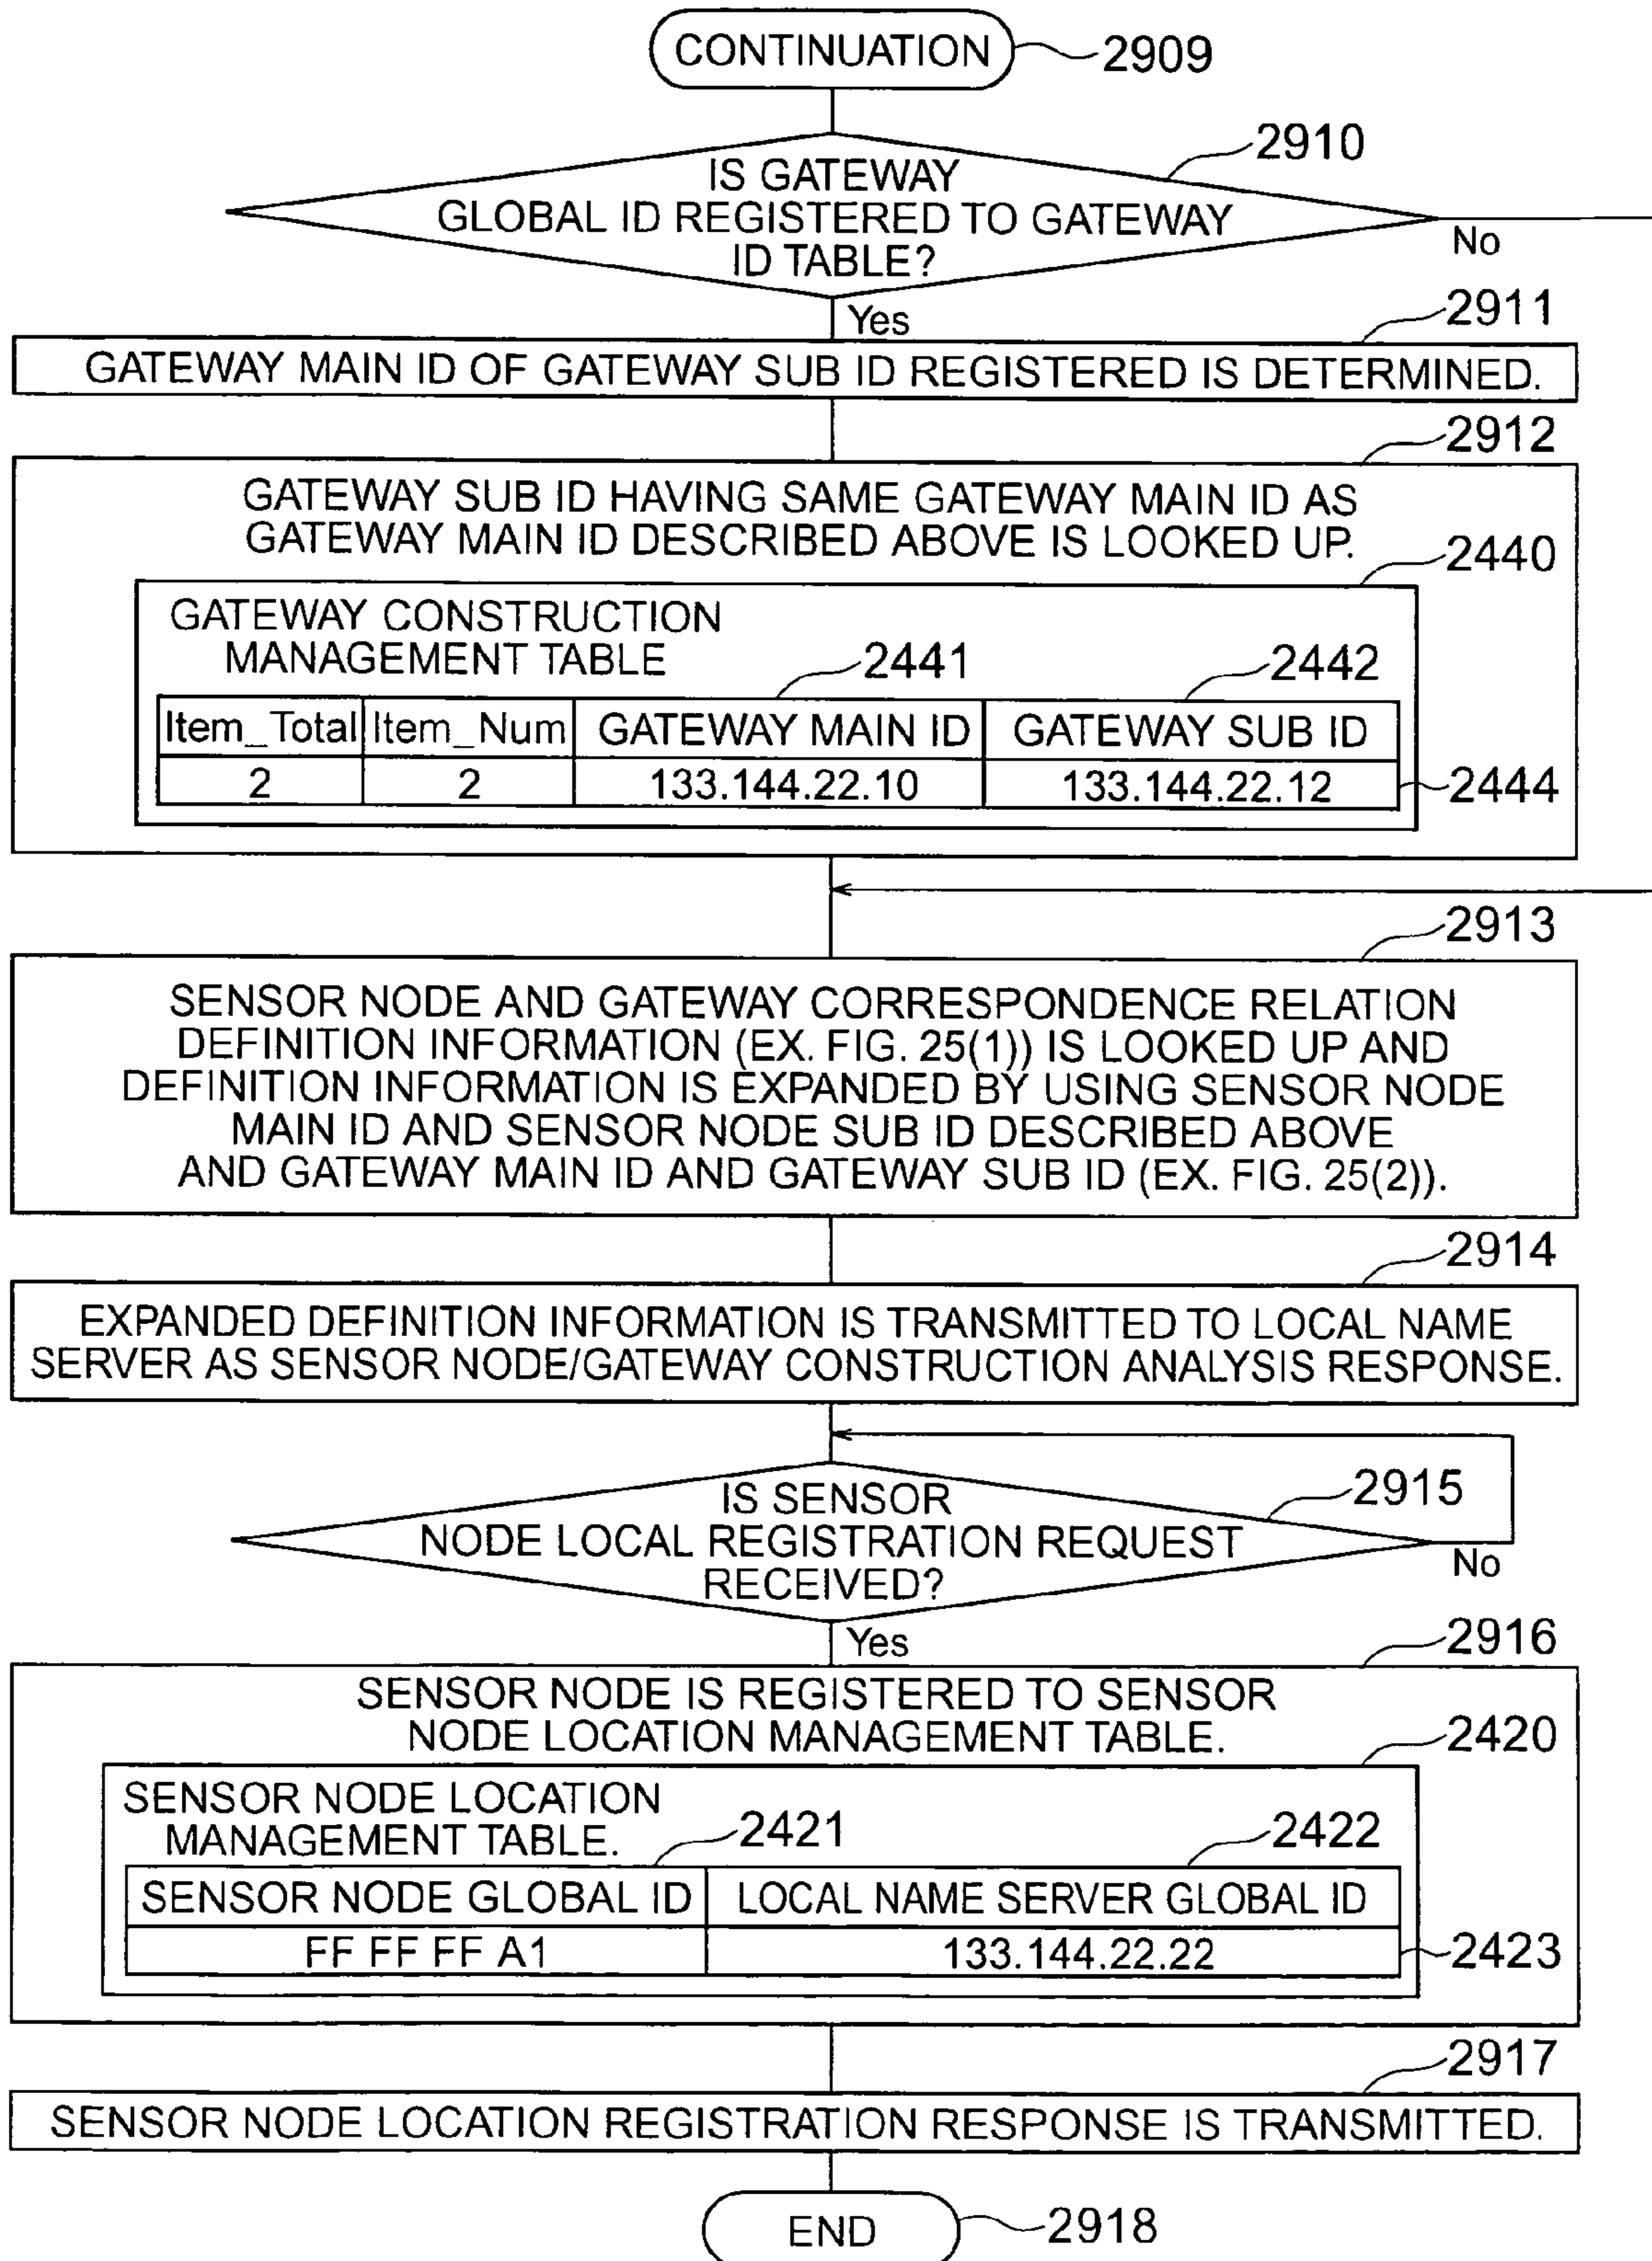 CONTINUATION
2909
2910
IS GATEWAY
GLOBAL ID REGISTERED TO GATEWAY
ID TABLE?
No
Yes
2911
GATEWAY MAIN ID OF GATEWAY SUB ID REGISTERED IS DETERMINED.
2912
GATEWAY SUB ID HAVING SAME GATEWAY MAIN ID AS
GATEWAY MAIN ID DESCRIBED ABOVE IS LOOKED UP.
2440
GATEWAY CONSTRUCTION
MANAGEMENT TABLE
2441
2442
Item_Total Item_Num GATEWAY MAIN ID GATEWAY SUB ID
2 2 133.144.22.10 133.144.22.12
2444
2913
SENSOR NODE AND GATEWAY CORRESPONDENCE RELATION
DEFINITION INFORMATION (EX. FIG. 25(1)) IS LOOKED UP AND
DEFINITION INFORMATION IS EXPANDED BY USING SENSOR NODE
MAIN ID AND SENSOR NODE SUB ID DESCRIBED ABOVE
AND GATEWAY MAIN ID AND GATEWAY SUB ID (EX. FIG. 25(2)).
2914
EXPANDED DEFINITION INFORMATION IS TRANSMITTED TO LOCAL NAME
SERVER AS SENSOR NODE/GATEWAY CONSTRUCTION ANALYSIS RESPONSE.
2915
IS SENSOR
NODE LOCAL REGISTRATION REQUEST
RECEIVED?
No
Yes
2916
SENSOR NODE IS REGISTERED TO SENSOR
NODE LOCATION MANAGEMENT TABLE.
2420
SENSOR NODE LOCATION
MANAGEMENT TABLE.
2421
2422
SENSOR NODE GLOBAL ID LOCAL NAME SERVER GLOBAL ID
FF FF FF A1 133.144.22.22
2423
2917
SENSOR NODE LOCATION REGISTRATION RESPONSE IS TRANSMITTED.
END
2918